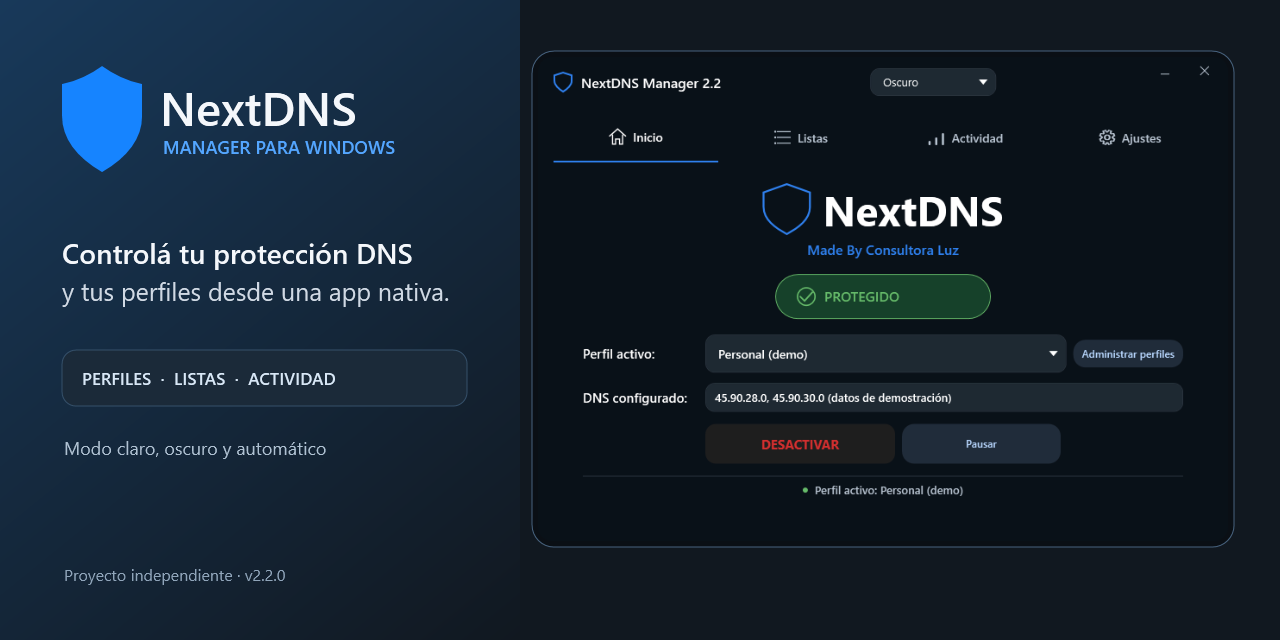 NextDNS
MANAGER PARA WINDOWS
Controlá tu protección DNS
y tus perfiles desde una app nativa.
PERFILES · LISTAS · ACTIVIDAD
Modo claro, oscuro y automático
Proyecto independiente · v2.2.0
NextDNS Manager 2.2
Oscuro
Inicio
Listas
Actividad
Ajustes
NextDNS
Made By Consultora Luz
PROTEGIDO
Perfil activo:
Personal (demo)
Administrar perfiles
DNS configurado:
45.90.28.0, 45.90.30.0 (datos de demostración)
DESACTIVAR
Pausar
Perfil activo: Personal (demo)